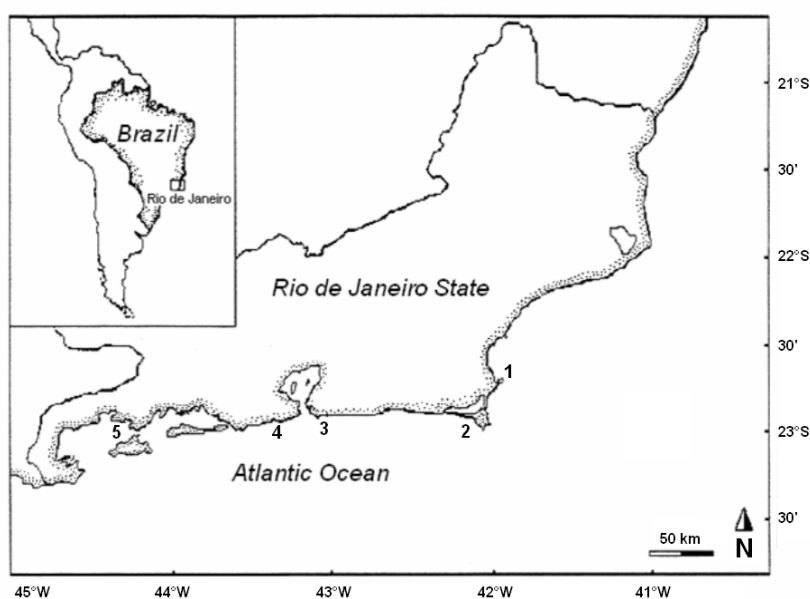 Brazil
Rio de Janeiro
Rio de Janeiro State
Atlantic Ocean
1
2
3
4
5
21°S
30'
22°S
30'
23°S
30'
50 km
N
45°W
44°W
43°W
42°W
41°W